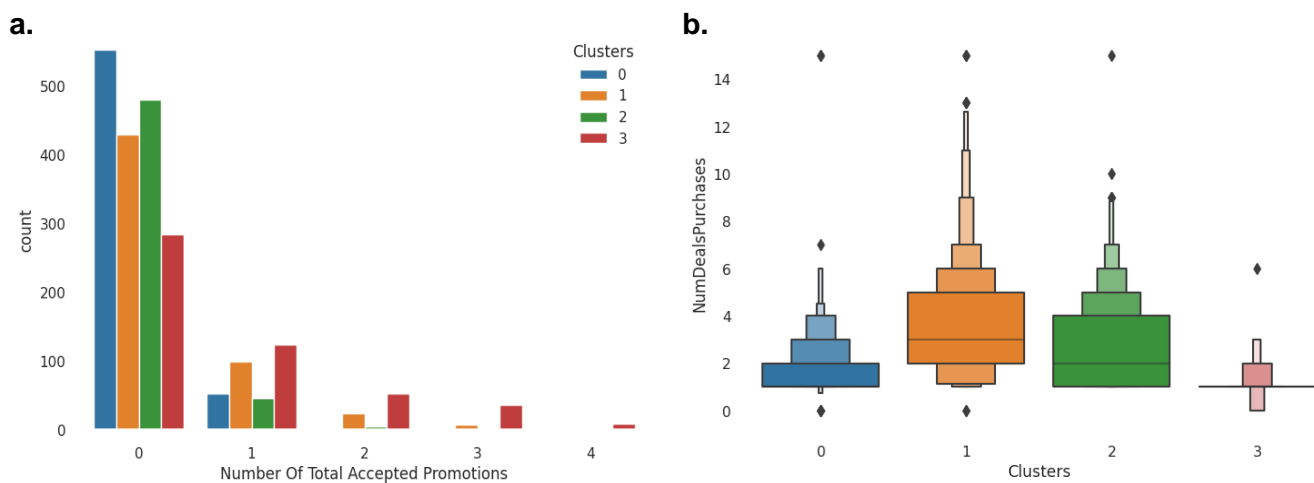 a.
Clusters
0
1
2
3
500
400
300
200
100
0
count
0 1 2 3 4
Number Of Total Accepted Promotions
b.
14
12
10
8
6
4
2
0
NumDealsPurchases
0 1 2 3
Clusters